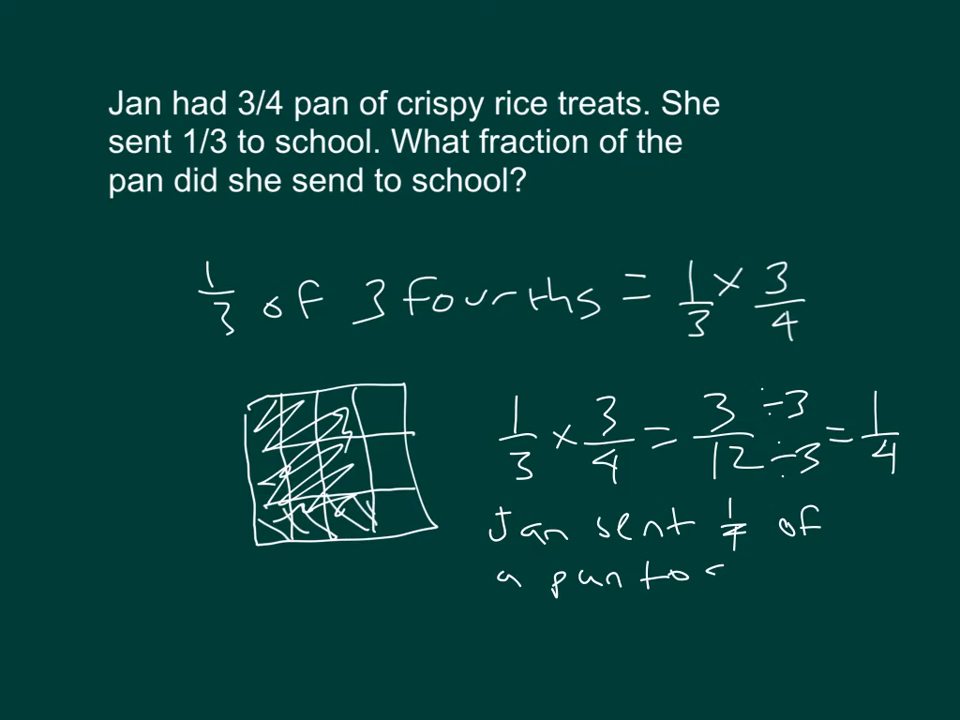 Jan had 3/4 pan of crispy rice treats. She
sent 1/3 to school. What fraction of the
pan did she send to school?
1/3 of 3 fourths = 1/3 × 3/4
1/3 × 3/4 = 3/12 ÷3/÷3 = 1/4
Jan sent 1/4 of
a pan to